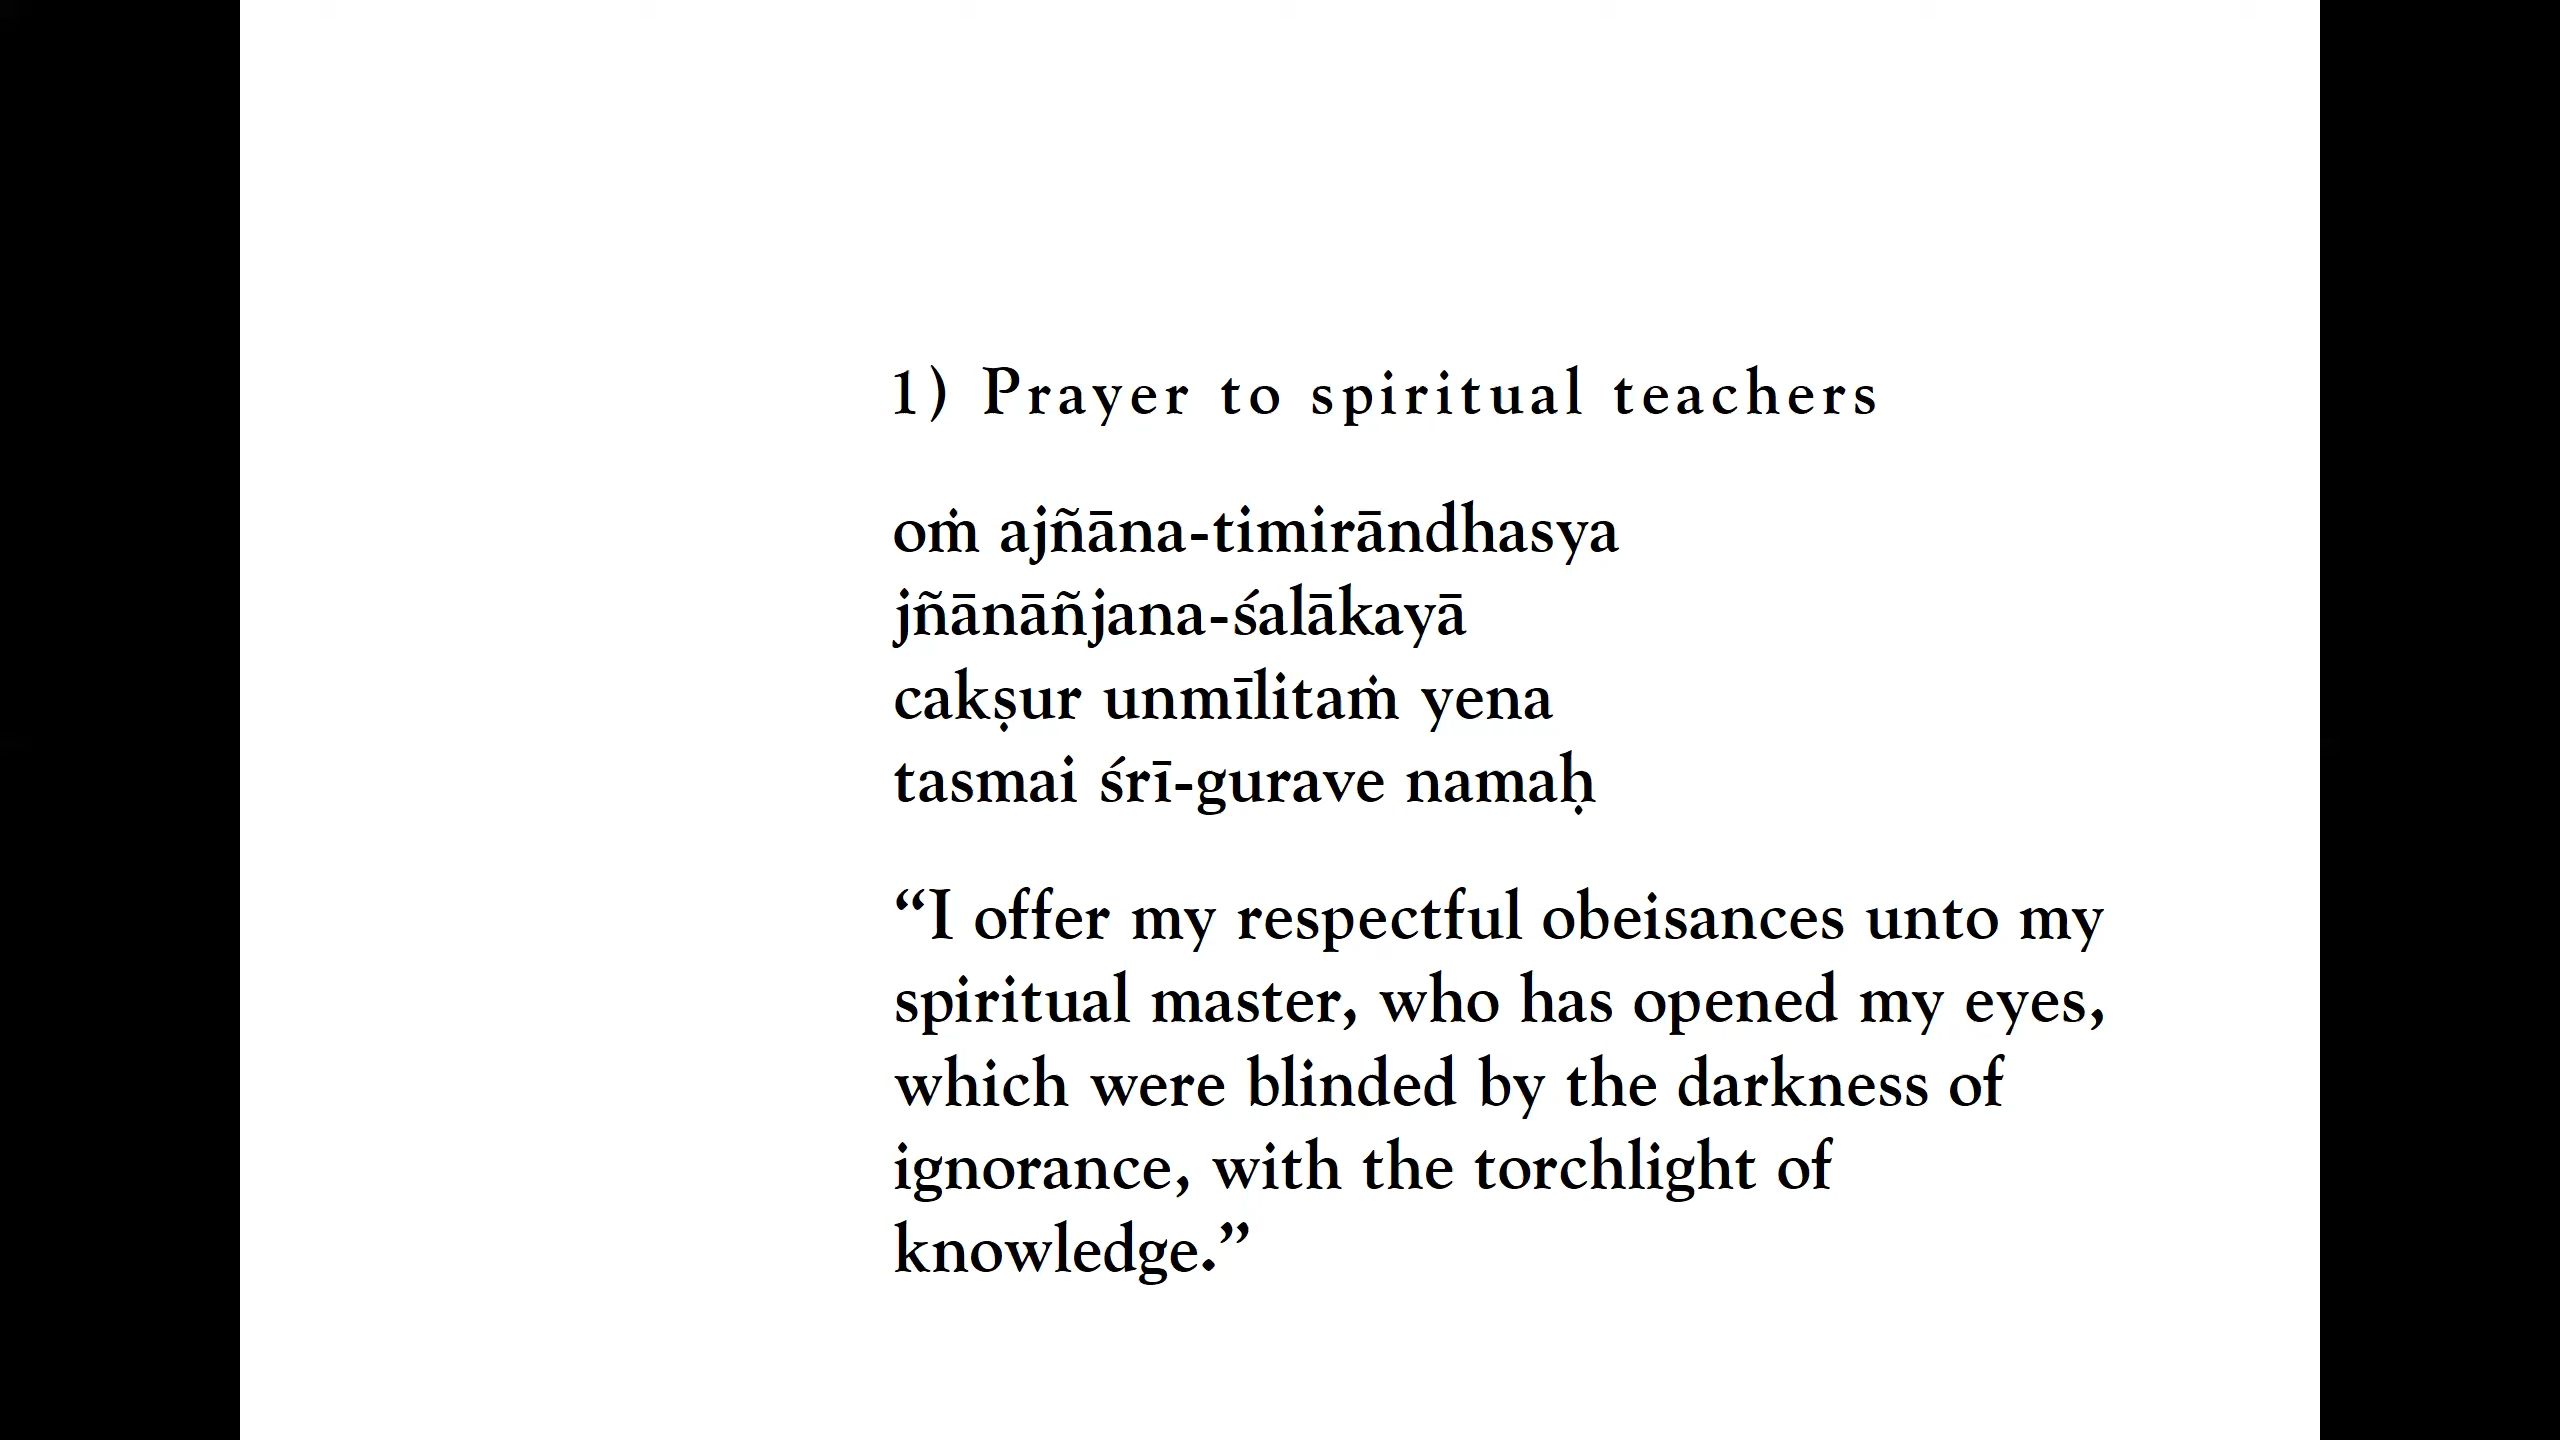 1) Prayer to spiritual teachers
oṁ ajñāna-timirāndhasya
jñānāñjana-śalākayā
cakṣur unmīlitaṁ yena
tasmai śrī-gurave namaḥ
“I offer my respectful obeisances unto my
spiritual master, who has opened my eyes,
which were blinded by the darkness of
ignorance, with the torchlight of
knowledge.”